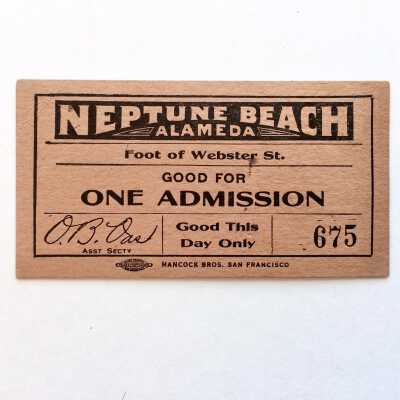 NEPTUNE BEACH
ALAMEDA
Foot of Webster St.
GOOD FOR
ONE ADMISSION
O.B.
ASST SECTY
Good This
Day Only
675
HANCOCK BROS. SAN FRANCISCO